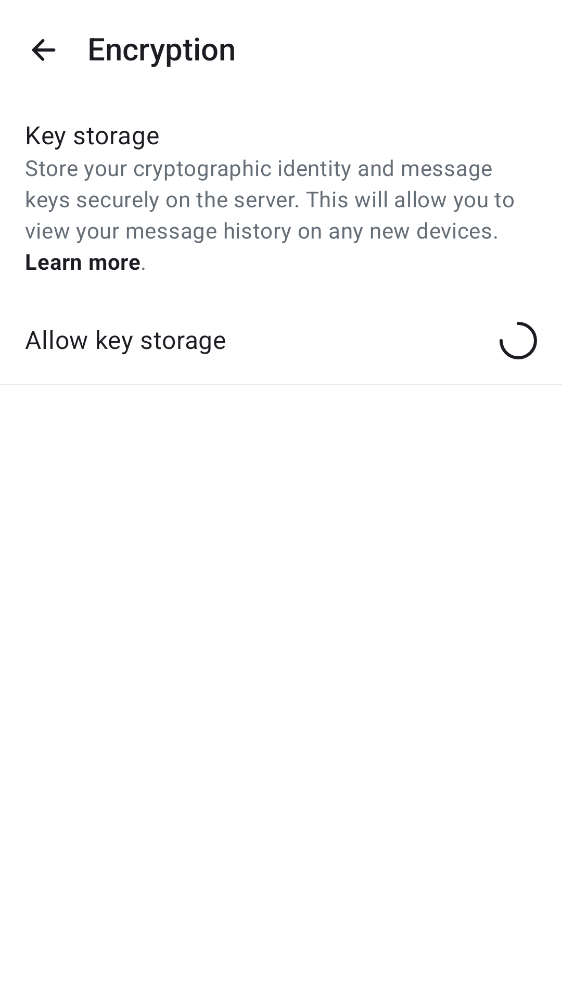 Encryption
Key storage
Store your cryptographic identity and message
keys securely on the server. This will allow you to
view your message history on any new devices.
Learn more.
Allow key storage